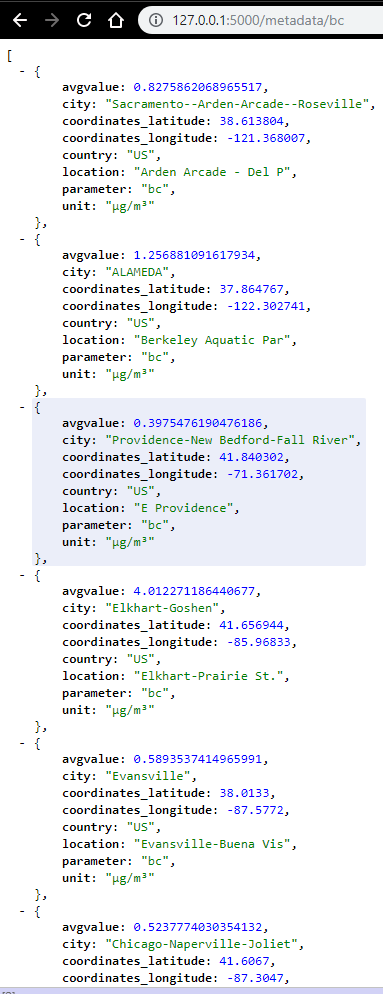 127.0.0.1:5000/metadata/bc
[
- {
avgvalue: 0.8275862068965517,
city: "Sacramento--Arden-Arcade--Roseville",
coordinates_latitude: 38.613804,
coordinates_longitude: -121.368007,
country: "US",
location: "Arden Arcade - Del P",
parameter: "bc",
unit: "µg/m³"
},
- {
avgvalue: 1.256881091617934,
city: "ALAMEDA",
coordinates_latitude: 37.864767,
coordinates_longitude: -122.302741,
country: "US",
location: "Berkeley Aquatic Par",
parameter: "bc",
unit: "µg/m³"
},
- {
avgvalue: 0.3975476190476186,
city: "Providence-New Bedford-Fall River",
coordinates_latitude: 41.840302,
coordinates_longitude: -71.361702,
country: "US",
location: "E Providence",
parameter: "bc",
unit: "µg/m³"
},
- {
avgvalue: 4.012271186440677,
city: "Elkhart-Goshen",
coordinates_latitude: 41.656944,
coordinates_longitude: -85.96833,
country: "US",
location: "Elkhart-Prairie St.",
parameter: "bc",
unit: "µg/m³"
},
- {
avgvalue: 0.5893537414965991,
city: "Evansville",
coordinates_latitude: 38.0133,
coordinates_longitude: -87.5772,
country: "US",
location: "Evansville-Buena Vis",
parameter: "bc",
unit: "µg/m³"
},
- {
avgvalue: 0.5237774030354132,
city: "Chicago-Naperville-Joliet",
coordinates_latitude: 41.6067,
coordinates_longitude: -87.3047,